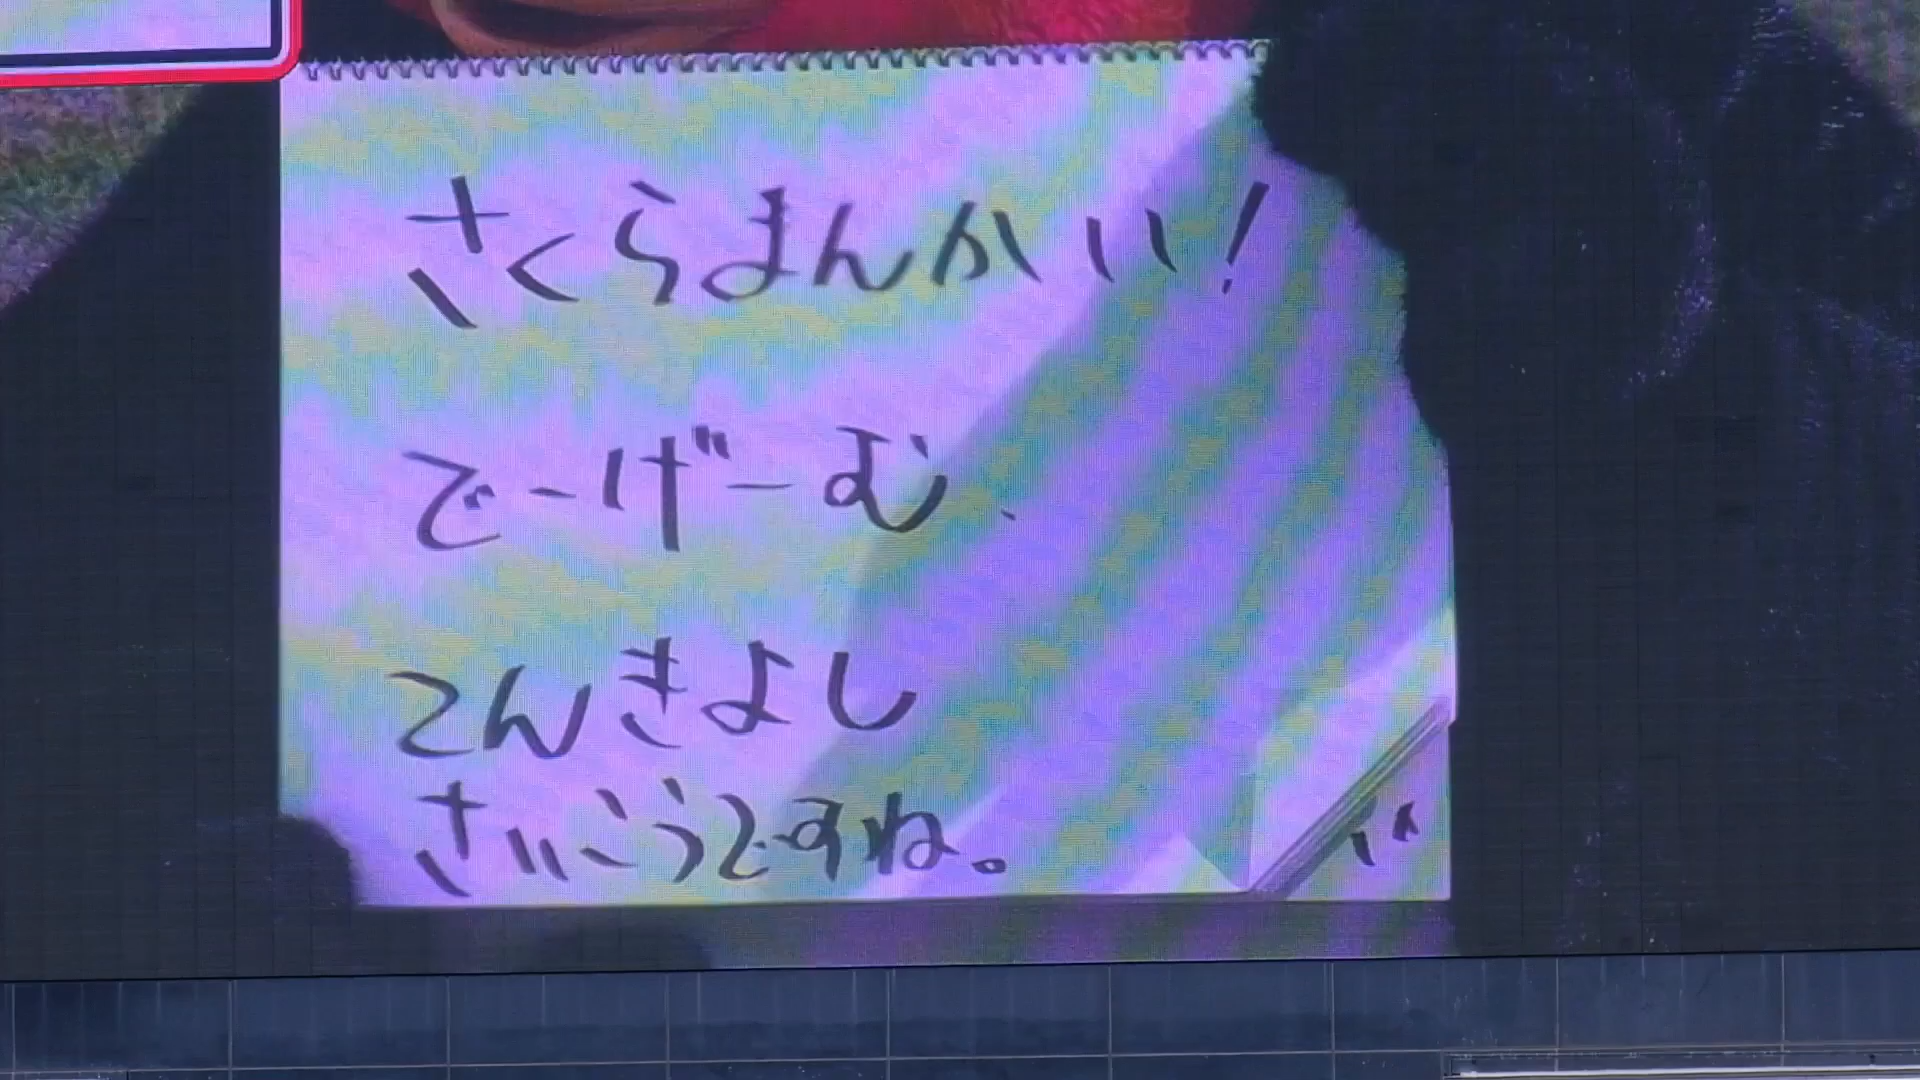 さくらまんかい!
でーげーむ、
てんきよし
さいこうですね。